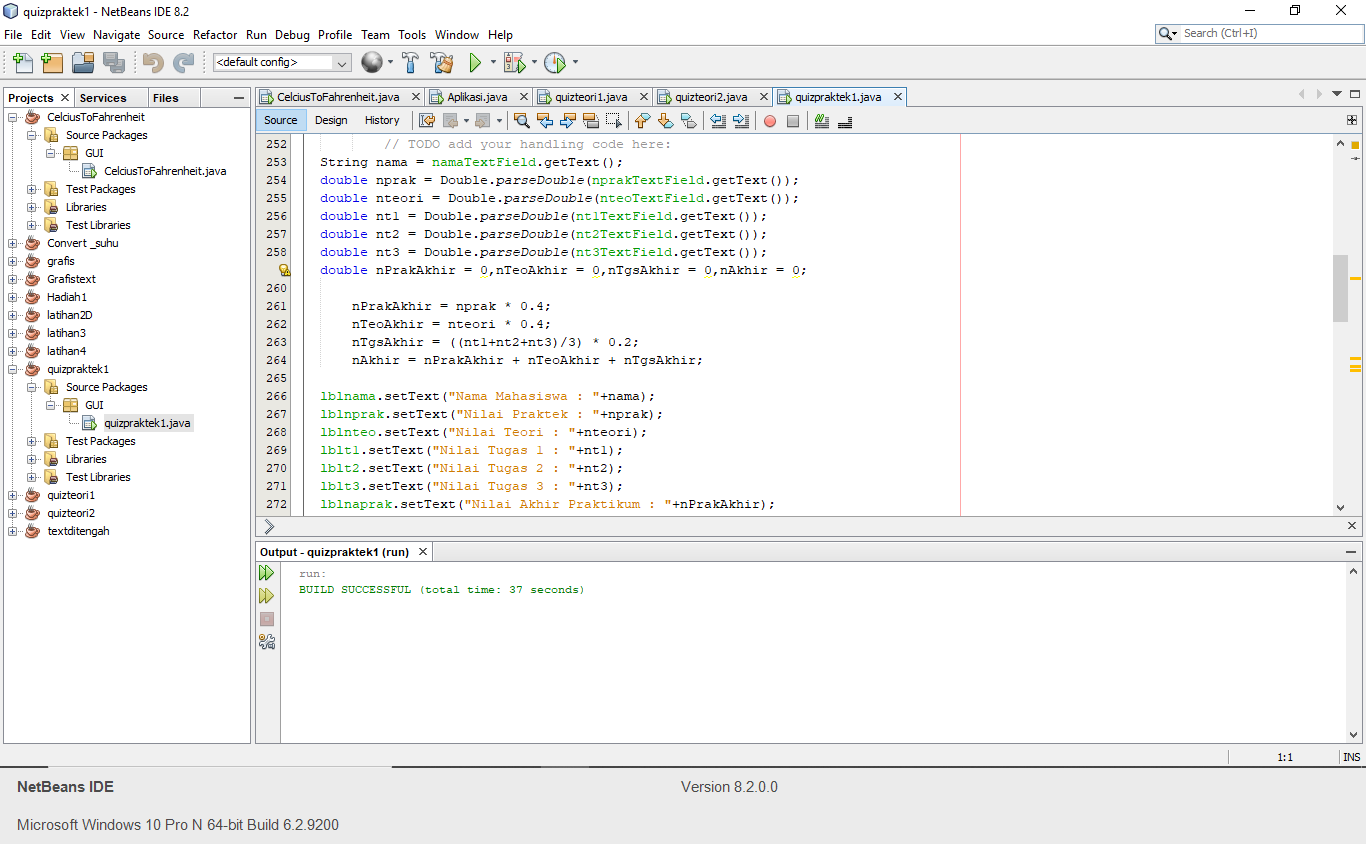 quizpraktek1 - NetBeans IDE 8.2
File Edit View Navigate Source Refactor Run Debug Profile Team Tools Window Help
Search (Ctrl+I)
<default config>
Projects Services Files
CelciusToFahrenheit
Source Packages
GUI
CelciusToFahrenheit.java
Test Packages
Libraries
Test Libraries
Convert _suhu
grafis
Grafistext
Hadiah1
latihan2D
latihan3
latihan4
quizpraktek1
Source Packages
GUI
quizpraktek1.java
Test Packages
Libraries
Test Libraries
quizteori1
quizteori2
textditengah
CelciusToFahrenheit.java Aplikasi.java quizteori1.java quizteori2.java quizpraktek1.java
Source Design History
252 // TODO add your handling code here:
253 String nama = namaTextField.getText();
254 double nprak = Double.parseDouble(nprakTextField.getText());
255 double nteori = Double.parseDouble(nteoTextField.getText());
256 double nt1 = Double.parseDouble(nt1TextField.getText());
257 double nt2 = Double.parseDouble(nt2TextField.getText());
258 double nt3 = Double.parseDouble(nt3TextField.getText());
double nPrakAkhir = 0,nTeoAkhir = 0,nTgsAkhir = 0,nAkhir = 0;
260
261 nPrakAkhir = nprak * 0.4;
262 nTeoAkhir = nteori * 0.4;
263 nTgsAkhir = ((nt1+nt2+nt3)/3) * 0.2;
264 nAkhir = nPrakAkhir + nTeoAkhir + nTgsAkhir;
265
266 lblnama.setText("Nama Mahasiswa : "+nama);
267 lblnprak.setText("Nilai Praktek : "+nprak);
268 lblnteo.setText("Nilai Teori : "+nteori);
269 lblt1.setText("Nilai Tugas 1 : "+nt1);
270 lblt2.setText("Nilai Tugas 2 : "+nt2);
271 lblt3.setText("Nilai Tugas 3 : "+nt3);
272 lblnaprak.setText("Nilai Akhir Praktikum : "+nPrakAkhir);
Output - quizpraktek1 (run)
run:
BUILD SUCCESSFUL (total time: 37 seconds)
1:1 INS
NetBeans IDE Version 8.2.0.0
Microsoft Windows 10 Pro N 64-bit Build 6.2.9200